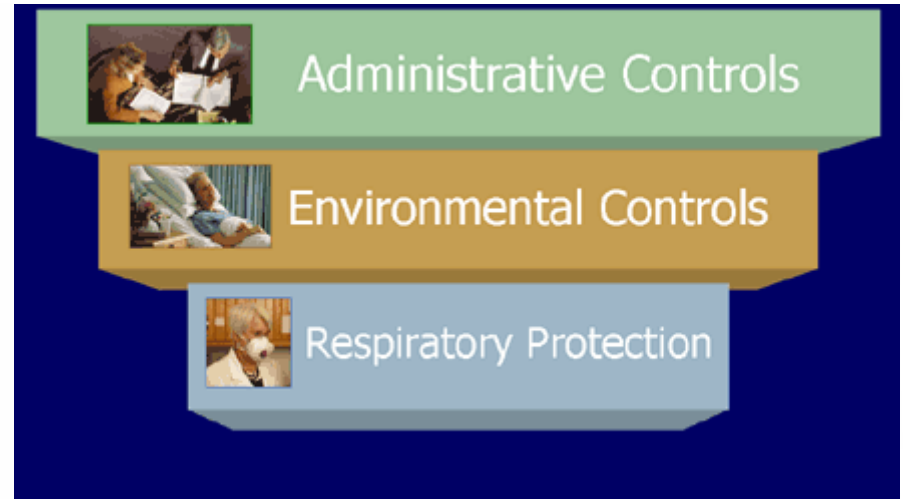 Administrative Controls
Environmental Controls
Respiratory Protection